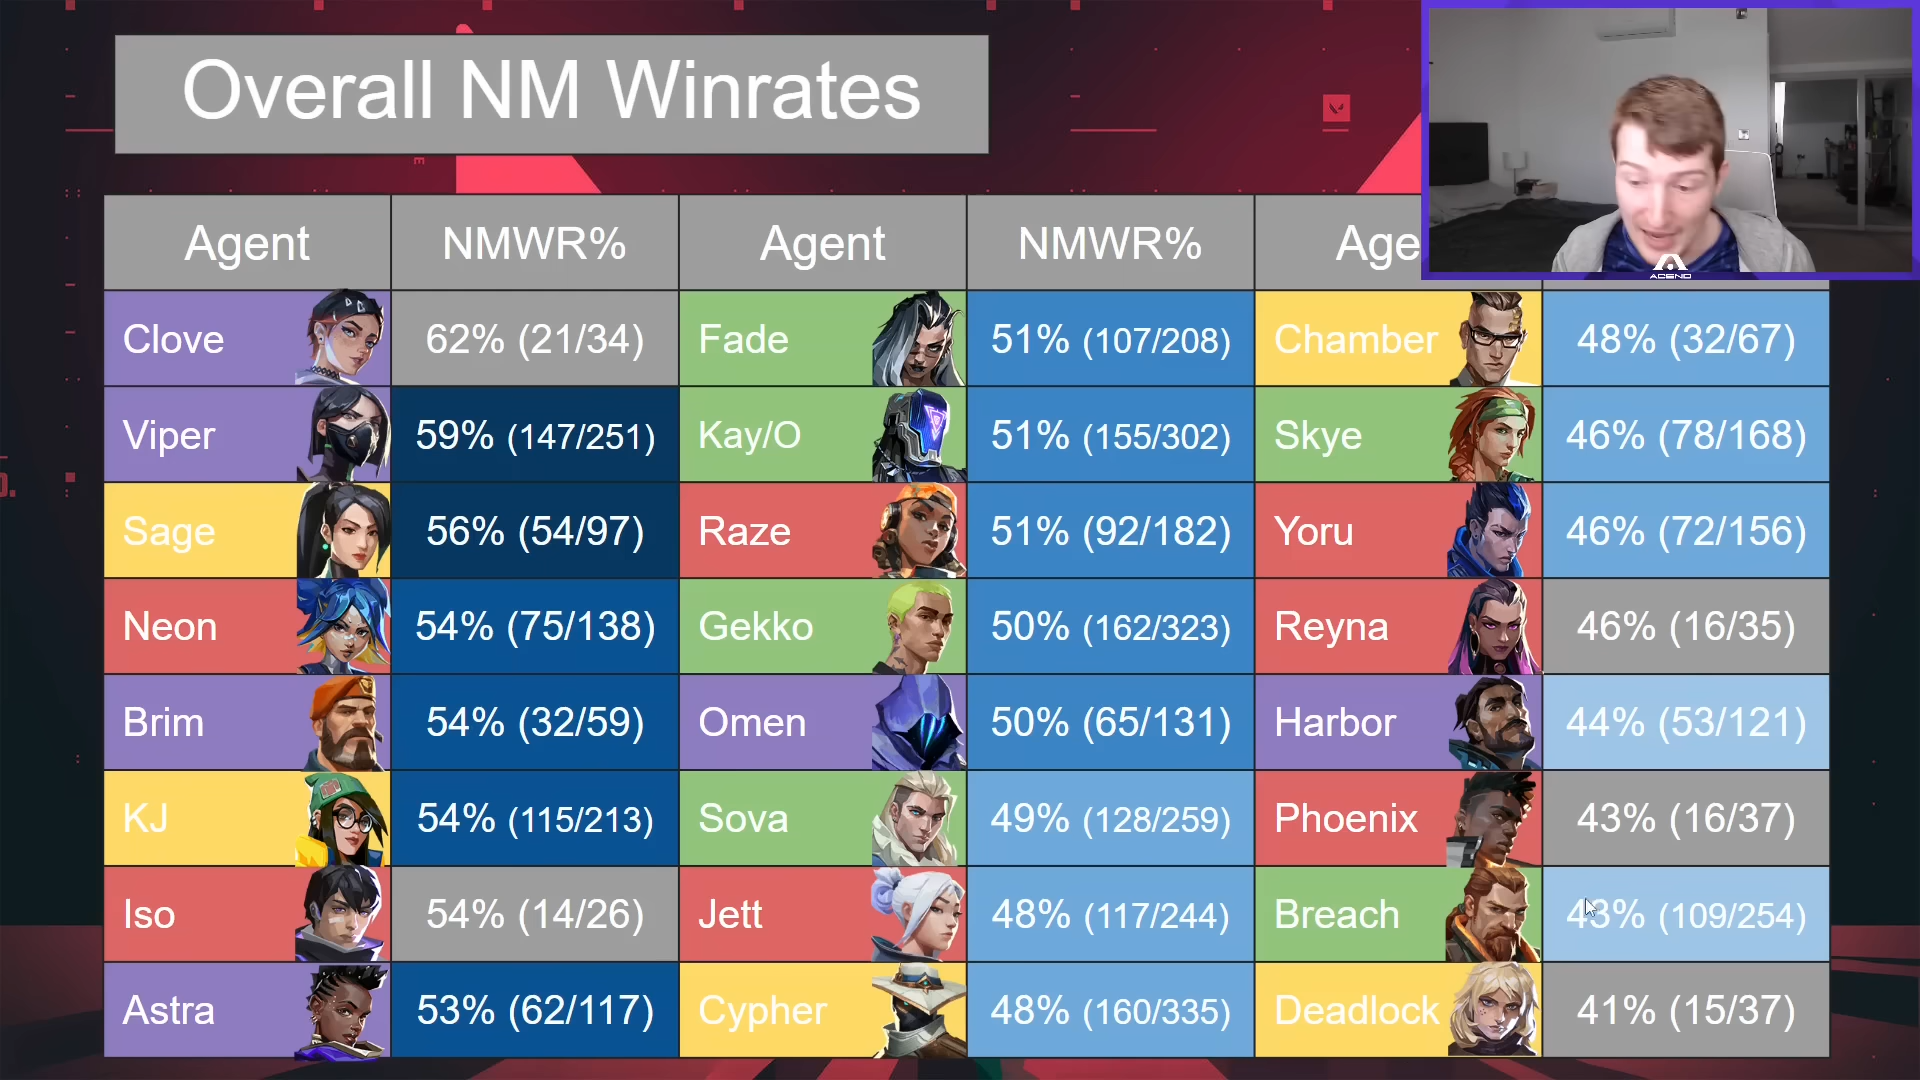 Overall NM Winrates
Agent NMWR% Agent NMWR% Age
Clove 62% (21/34) Fade 51% (107/208) Chamber 48% (32/67)
Viper 59% (147/251) Kay/O 51% (155/302) Skye 46% (78/168)
Sage 56% (54/97) Raze 51% (92/182) Yoru 46% (72/156)
Neon 54% (75/138) Gekko 50% (162/323) Reyna 46% (16/35)
Brim 54% (32/59) Omen 50% (65/131) Harbor 44% (53/121)
KJ 54% (115/213) Sova 49% (128/259) Phoenix 43% (16/37)
Iso 54% (14/26) Jett 48% (117/244) Breach 43% (109/254)
Astra 53% (62/117) Cypher 48% (160/335) Deadlock 41% (15/37)
ACEND